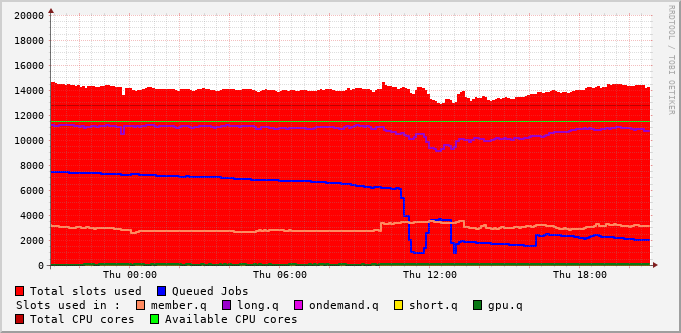 20000
18000
16000
14000
12000
10000
8000
6000
4000
2000
0
Thu 00:00 Thu 06:00 Thu 12:00 Thu 18:00
RRDTOOL / TOBI OETIKER
Total slots used Queued Jobs
Slots used in : member.q long.q ondemand.q short.q gpu.q
Total CPU cores Available CPU cores